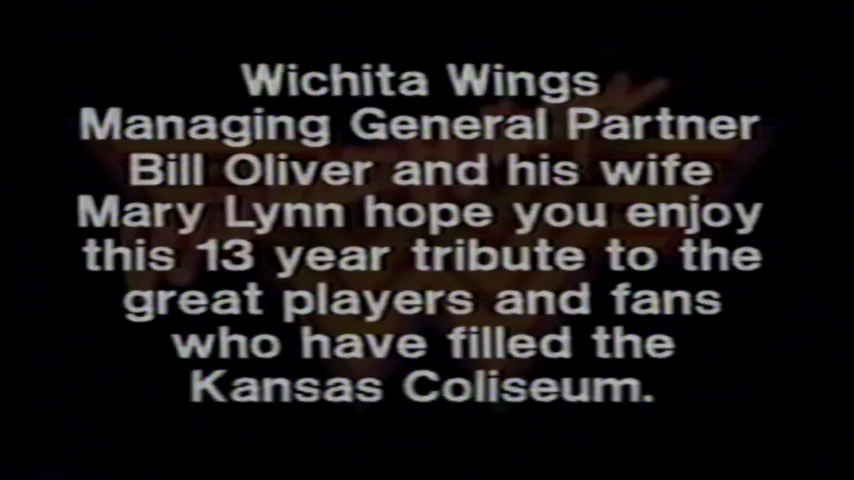 Wichita Wings
Managing General Partner
Bill Oliver and his wife
Mary Lynn hope you enjoy
this 13 year tribute to the
great players and fans
who have filled the
Kansas Coliseum.